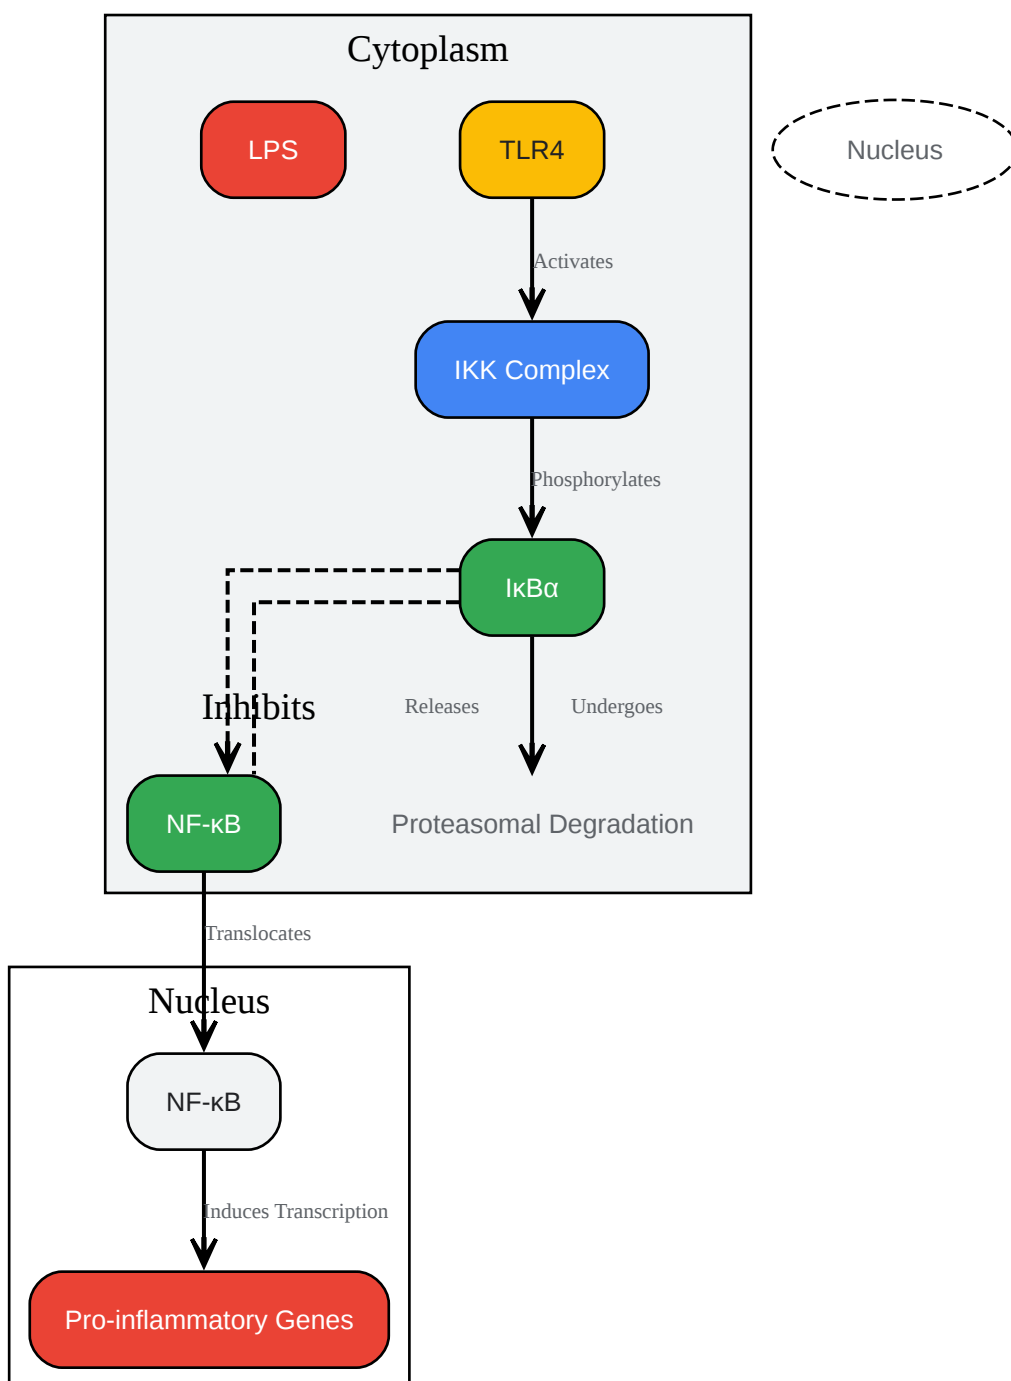 Cytoplasm
LPS
TLR4
Nucleus
Activates
IKK Complex
Phosphorylates
IκBα
Inhibits
Releases
Undergoes
NF-κB
Proteasomal Degradation
Translocates
Nucleus
NF-κB
Induces Transcription
Pro-inflammatory Genes